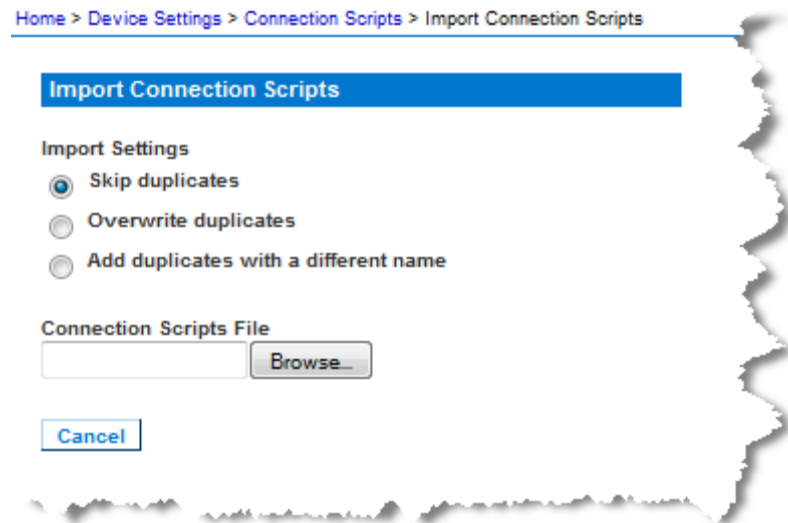 Home > Device Settings > Connection Scripts > Import Connection Scripts
Import Connection Scripts
Import Settings
Skip duplicates
Overwrite duplicates
Add duplicates with a different name
Connection Scripts File
Browse...
Cancel